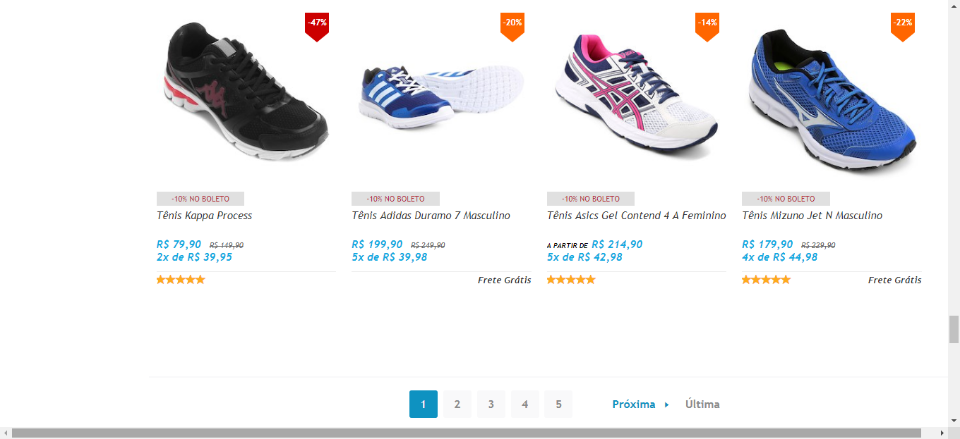 -47%
-20%
-14%
-22%
-10% NO BOLETO
-10% NO BOLETO
-10% NO BOLETO
-10% NO BOLETO
Tênis Kappa Process
Tênis Adidas Duramo 7 Masculino
Tênis Asics Gel Contend 4 A Feminino
Tênis Mizuno Jet N Masculino
R$ 79,90 R$ 149,90
R$ 199,90 R$ 249,90
A PARTIR DE R$ 214,90
R$ 179,90 R$ 229,90
2x de R$ 39,95
5x de R$ 39,98
5x de R$ 42,98
4x de R$ 44,98
Frete Grátis
Frete Grátis
1 2 3 4 5 Próxima Última